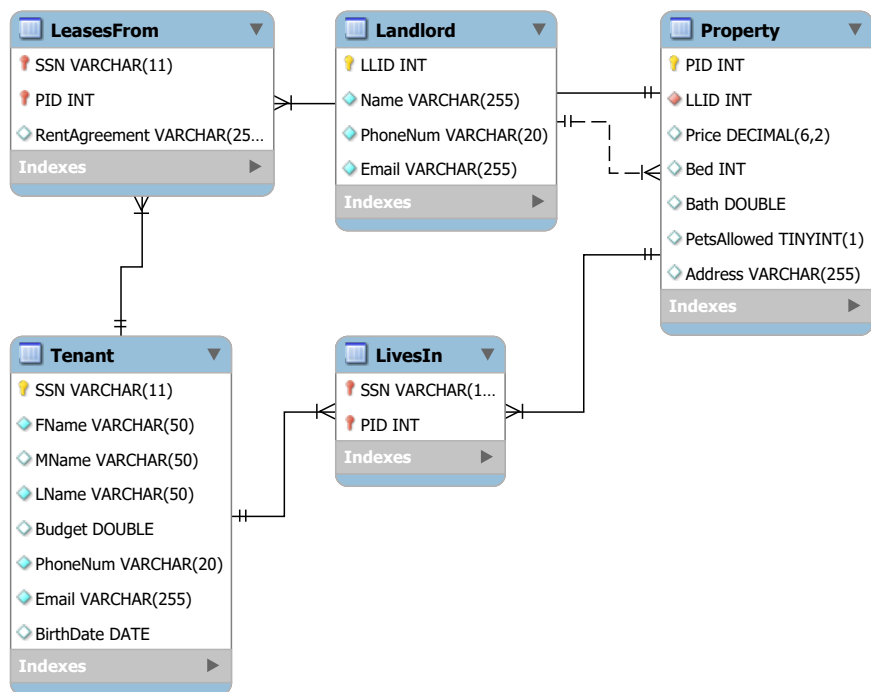 LeasesFrom
SSN VARCHAR(11)
PID INT
RentAgreement VARCHAR(25...
Indexes
Landlord
LLID INT
Name VARCHAR(255)
PhoneNum VARCHAR(20)
Email VARCHAR(255)
Indexes
Property
PID INT
LLID INT
Price DECIMAL(6,2)
Bed INT
Bath DOUBLE
PetsAllowed TINYINT(1)
Address VARCHAR(255)
Indexes
Tenant
SSN VARCHAR(11)
FName VARCHAR(50)
MName VARCHAR(50)
LName VARCHAR(50)
Budget DOUBLE
PhoneNum VARCHAR(20)
Email VARCHAR(255)
BirthDate DATE
Indexes
LivesIn
SSN VARCHAR(1...
PID INT
Indexes